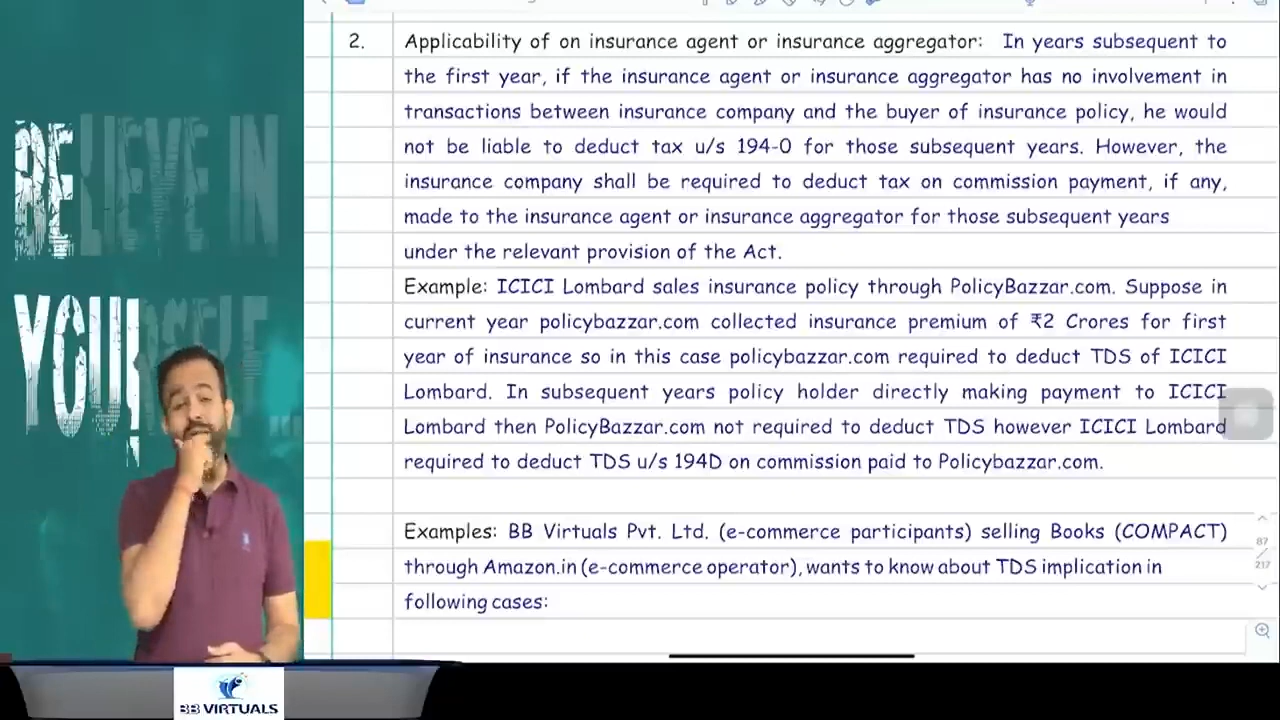 BELIEVE IN
2. Applicability of on insurance agent or insurance aggregator: In years subsequent to
the first year, if the insurance agent or insurance aggregator has no involvement in
transactions between insurance company and the buyer of insurance policy, he would
not be liable to deduct tax u/s 194-O for those subsequent years. However, the
insurance company shall be required to deduct tax on commission payment, if any,
made to the insurance agent or insurance aggregator for those subsequent years
under the relevant provision of the Act.
Example: ICICI Lombard sales insurance policy through PolicyBazzar.com. Suppose in
current year policybazzar.com collected insurance premium of ₹2 Crores for first
year of insurance so in this case policybazzar.com required to deduct TDS of ICICI
Lombard. In subsequent years policy holder directly making payment to ICICI
Lombard then PolicyBazzar.com not required to deduct TDS however ICICI Lombard
required to deduct TDS u/s 194D on commission paid to Policybazzar.com.
Examples: BB Virtuals Pvt. Ltd. (e-commerce participants) selling Books (COMPACT)
through Amazon.in (e-commerce operator), wants to know about TDS implication in
following cases:
87
217
BB VIRTUALS